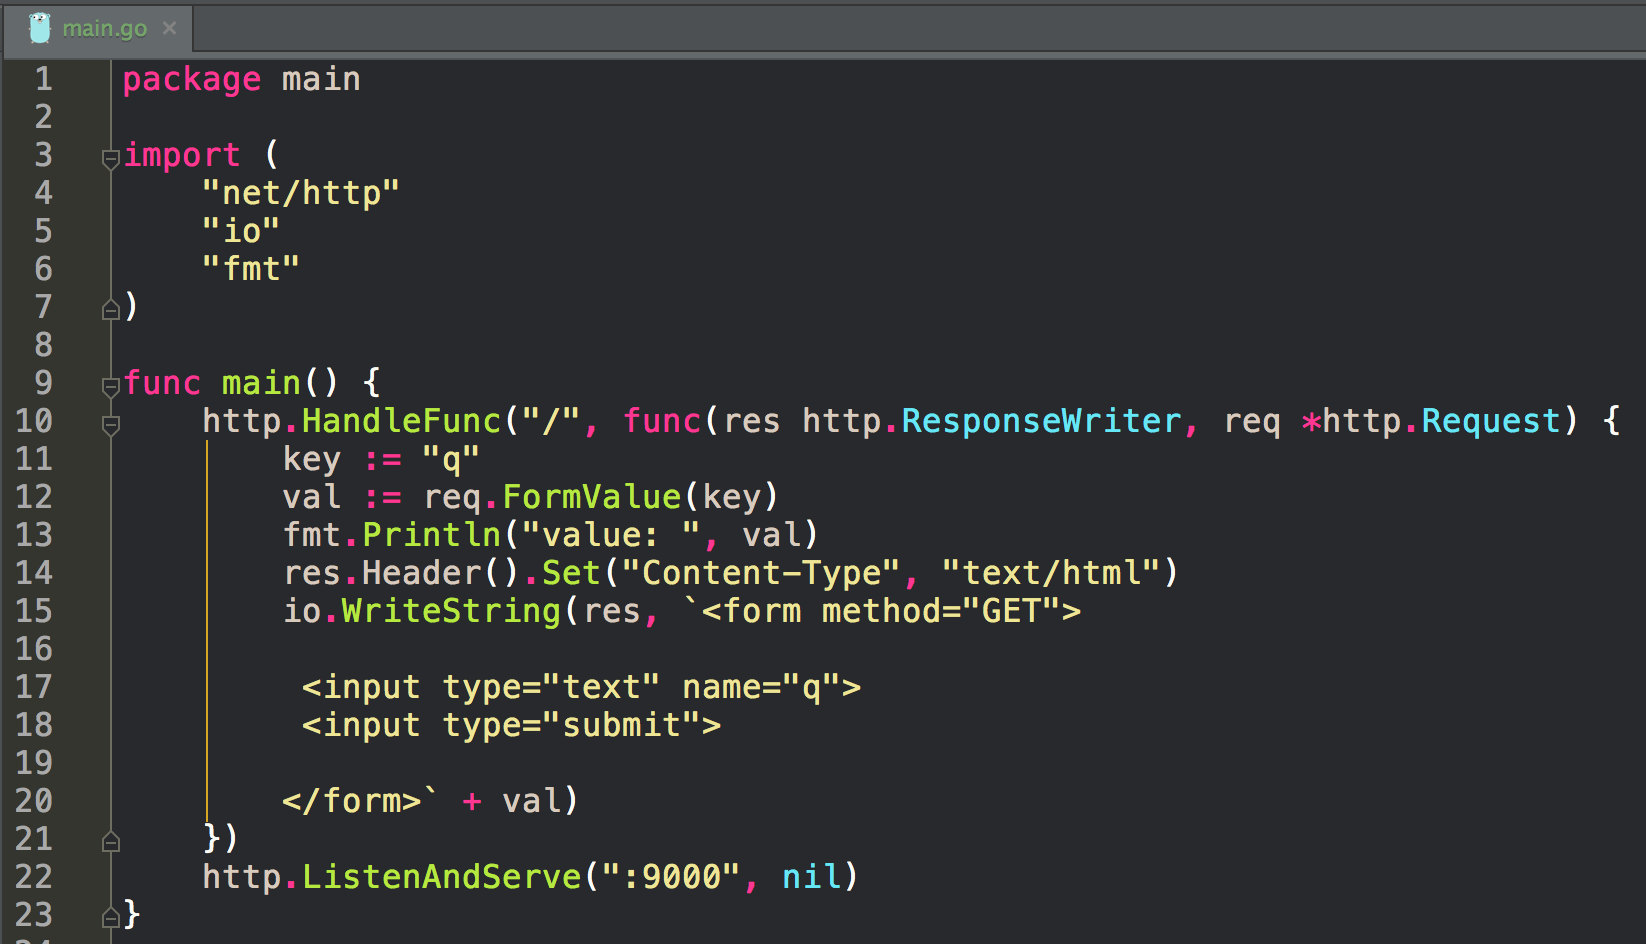 main.go ×
1 package main
2
3 import (
4     "net/http"
5     "io"
6     "fmt"
7 )
8
9 func main() {
10     http.HandleFunc("/", func(res http.ResponseWriter, req *http.Request) {
11         key := "q"
12         val := req.FormValue(key)
13         fmt.Println("value: ", val)
14         res.Header().Set("Content-Type", "text/html")
15         io.WriteString(res, `<form method="GET">
16
17          <input type="text" name="q">
18          <input type="submit">
19
20         </form>` + val)
21     })
22     http.ListenAndServe(":9000", nil)
23 }
24